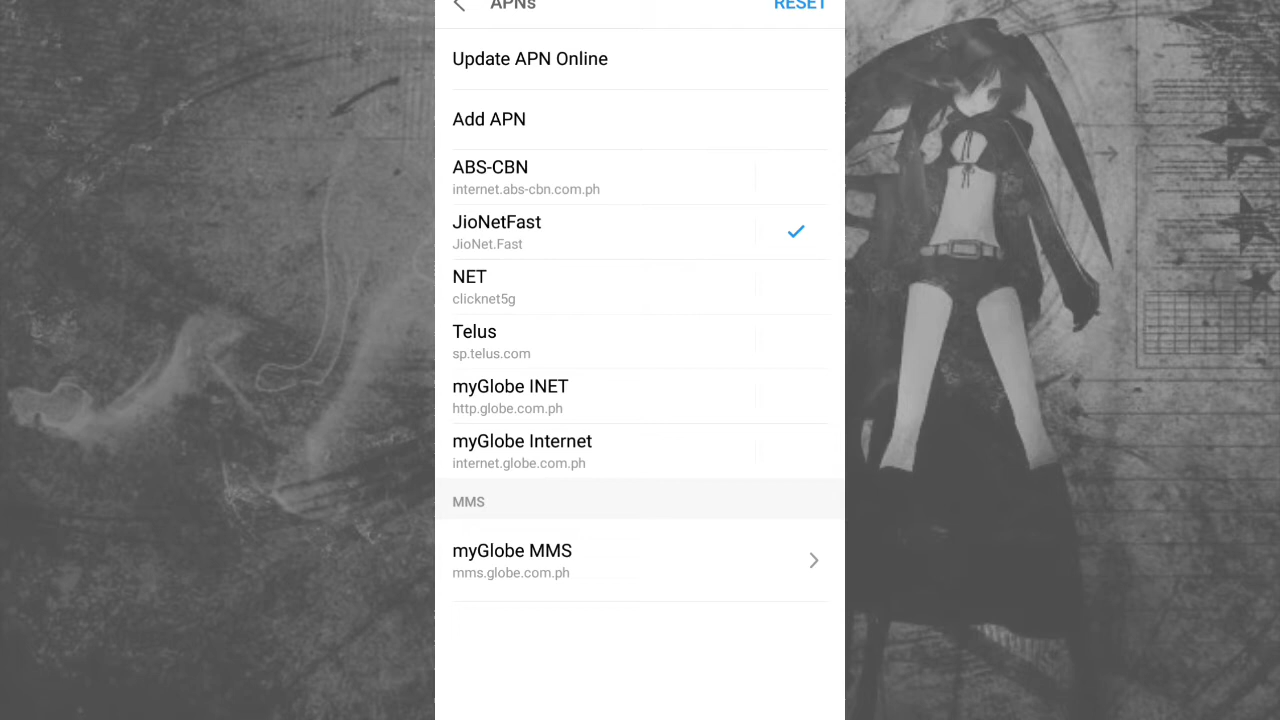 APNs
RESET
Update APN Online
Add APN
ABS-CBN
internet.abs-cbn.com.ph
JioNetFast
JioNet.Fast
NET
clicknet5g
Telus
sp.telus.com
myGlobe INET
http.globe.com.ph
myGlobe Internet
internet.globe.com.ph
MMS
myGlobe MMS
mms.globe.com.ph